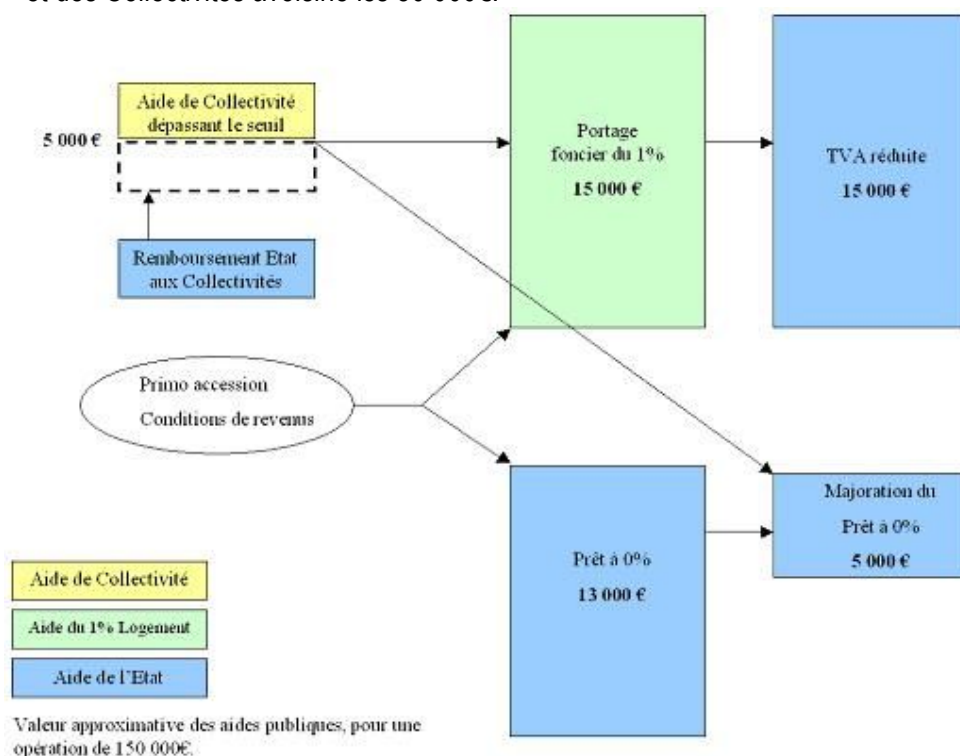 et des Collectivités avoisine les 50 000€.
Aide de Collectivité
dépassant le seuil
5 000 €
Remboursement Etat
aux Collectivités
Portage
foncier du 1%
15 000 €
TVA réduite
15 000 €
Primo accession
Conditions de revenus
Prêt à 0%
13 000 €
Majoration du
Prêt à 0%
5 000 €
Aide de Collectivité
Aide du 1% Logement
Aide de l'Etat
Valeur approximative des aides publiques, pour une
opération de 150 000€.